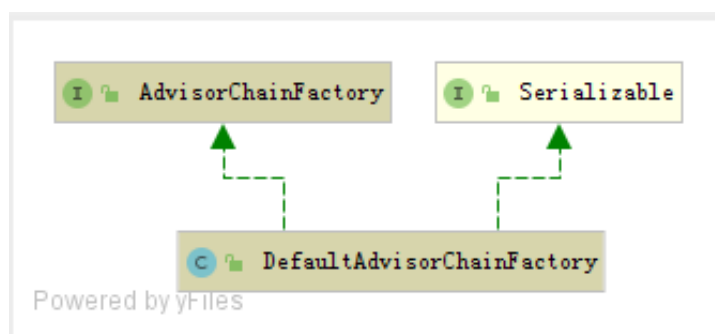 I AdvisorChainFactory
I Serializable
C DefaultAdvisorChainFactory
Powered by yFiles